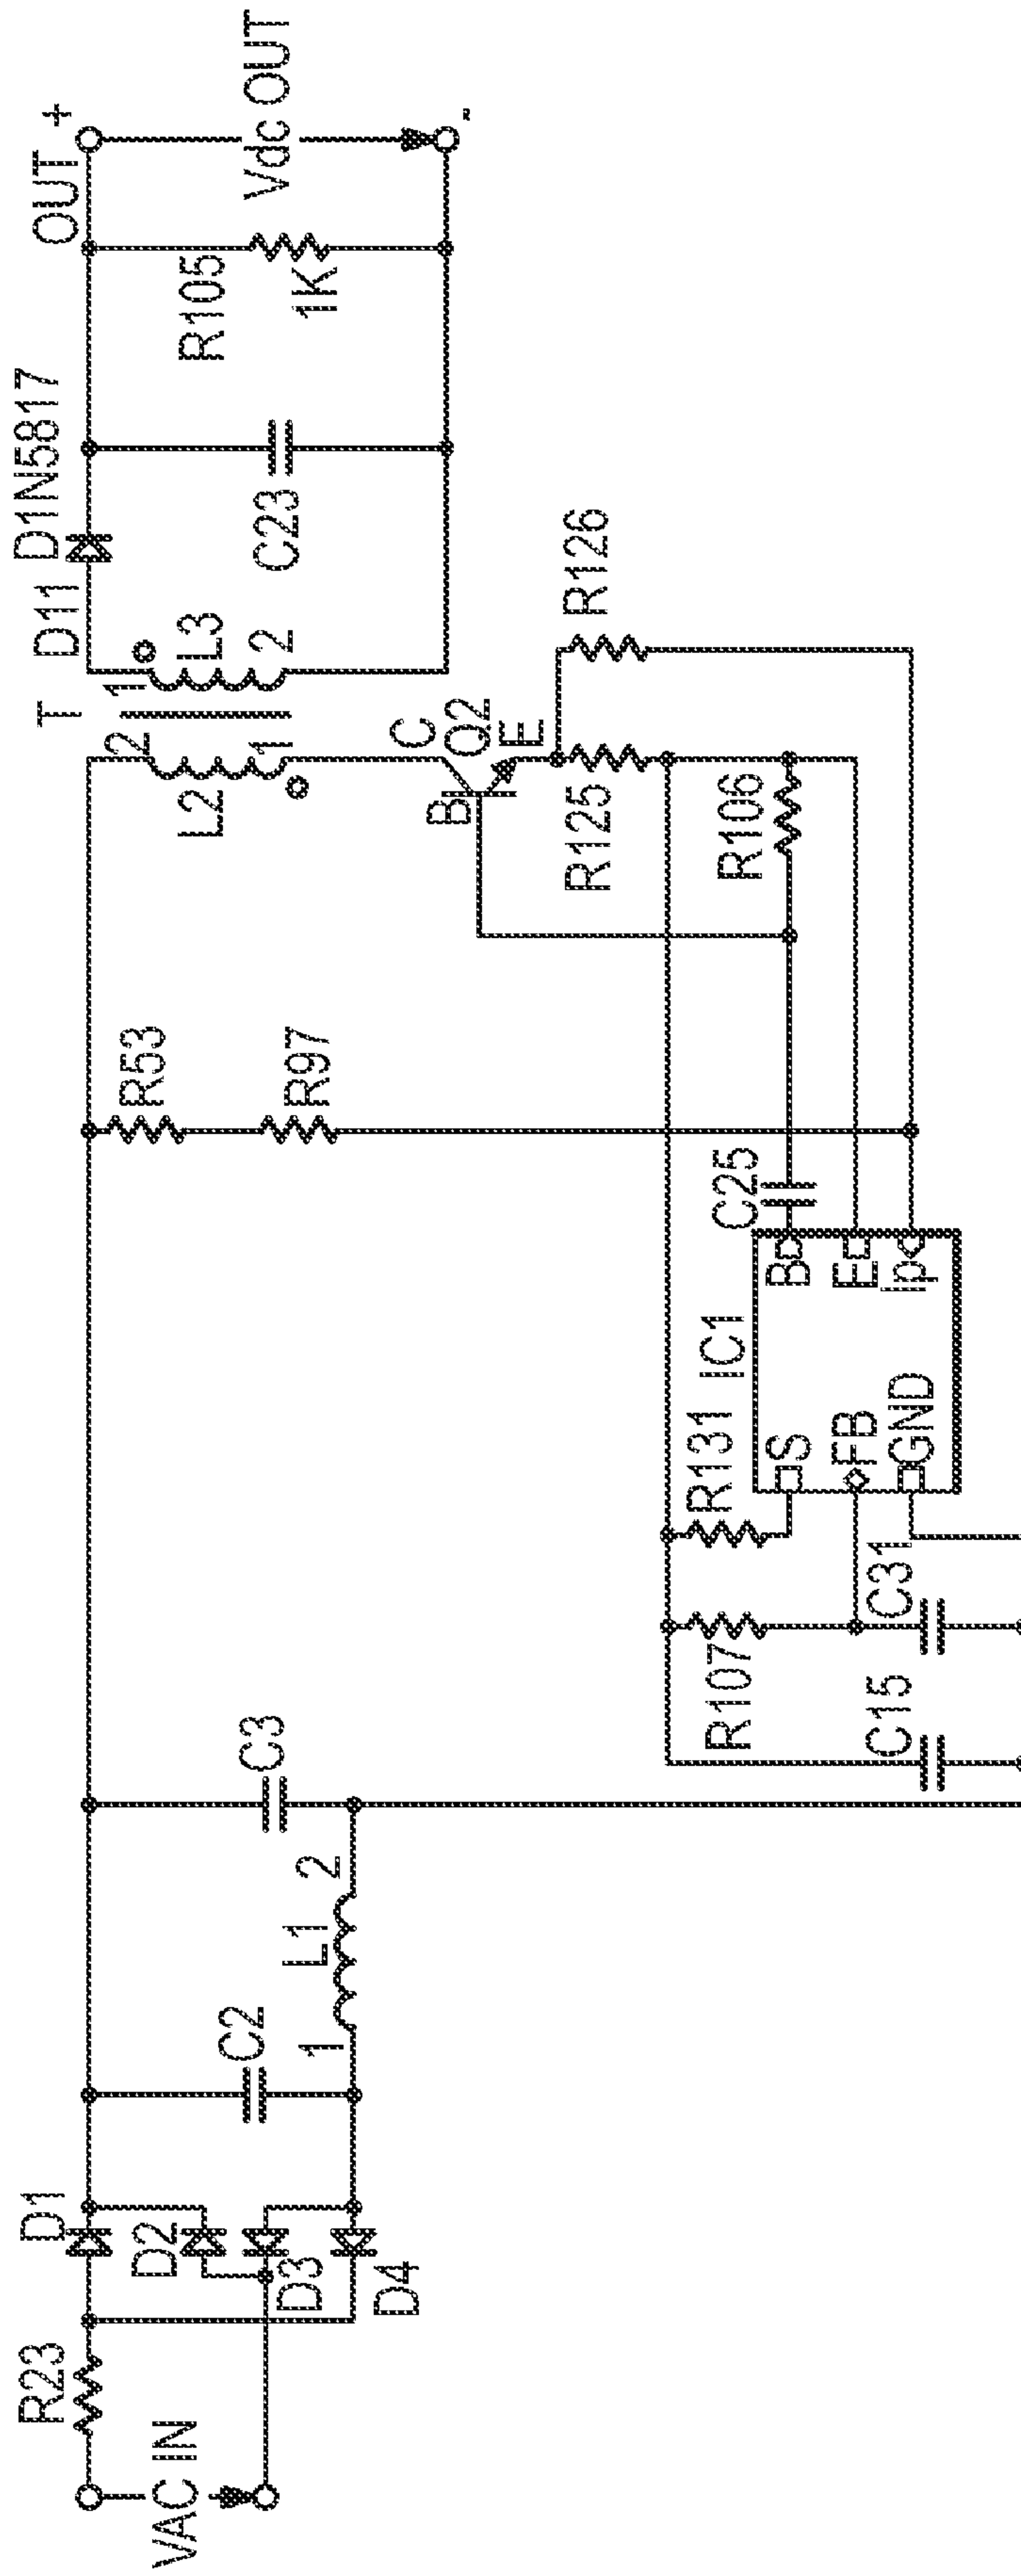 VAC IN
R23
D1
D2
D3
D4
C2
1
L1
2
C3
R107
C15
C31
R131
IC1
S
FB
GND
B
E
Ip
C25
R53
R97
R106
R125
R126
B
C
Q2
E
T
2
L2
1
1
L3
2
D11
D1N5817
C23
R105
1K
OUT +
Vdc OUT
-